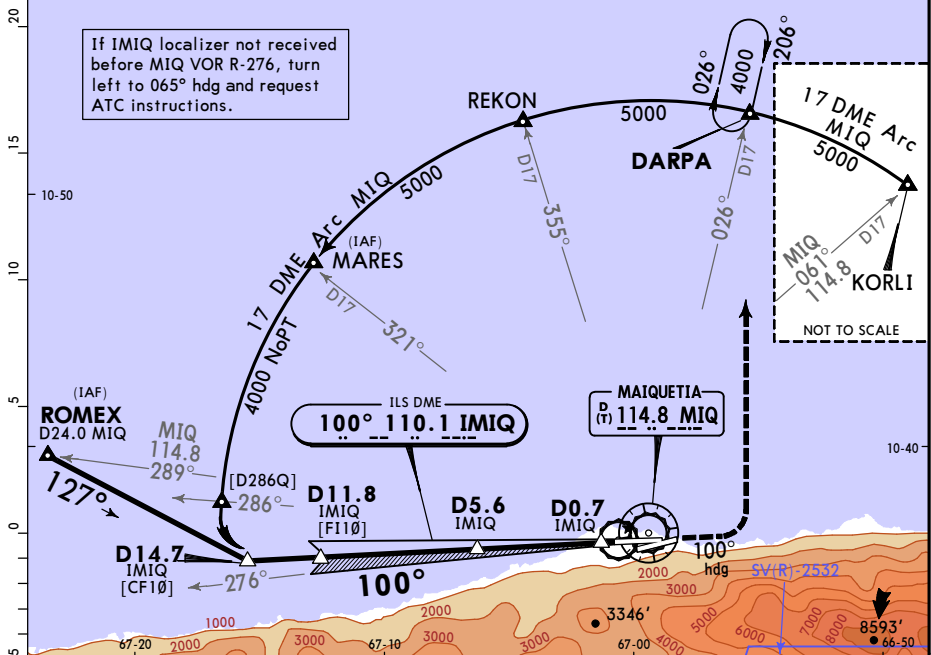 20
15
10
5
0
5
If IMIQ localizer not received
before MIQ VOR R-276, turn
left to 065° hdg and request
ATC instructions.
10-50
10-40
REKON
5000
026°
4000
206°
DARPA
17 DME Arc
MIQ
5000
D17
MIQ
061°
114.8
KORLI
NOT TO SCALE
17 DME Arc MIQ
5000
(IAF)
MARES
D17
355°
D17
026°
D17
321°
4000 NoPT
(IAF)
ROMEX
D24.0 MIQ
MIQ
114.8
289°
127°
[D286Q]
286°
ILS DME
100° 110.1 IMIQ
MAIQUETIA
D
(T) 114.8 MIQ
D11.8
IMIQ
[FI1Ø]
D5.6
IMIQ
D0.7
IMIQ
D14.7
IMIQ
[CF1Ø]
276°
100°
100°
hdg
SV(R)-2532
2000
3000
3346'
1000
2000
2000
3000
3000
4000
5000
6000
7000
8000
8593'
67-20
67-10
67-00
66-50